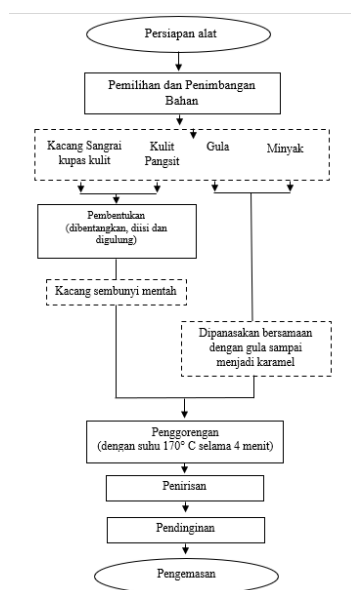 Persiapan alat
Pemilihan dan Penimbangan
Bahan
Kacang Sangrai
kupas kulit
Kulit
Pangsit
Gula
Minyak
Pembentukan
(dibentangkan, diisi dan
digulung)
Kacang sembunyi mentah
Dipanasakan bersamaan
dengan gula sampai
menjadi karamel
Penggorengan
(dengan suhu 170° C selama 4 menit)
Penirisan
Pendinginan
Pengemasan